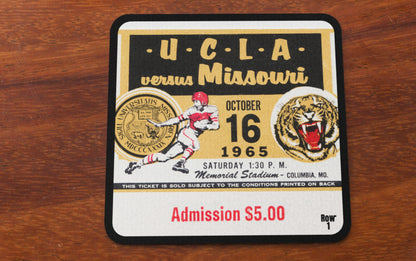 ·U·C·L·A·
versus Missouri
OCTOBER
16
1965
SATURDAY 1:30 P. M.
Memorial Stadium - COLUMBIA, MO.
THIS TICKET IS SOLD SUBJECT TO THE CONDITIONS PRINTED ON BACK
Admission $5.00
Row
1